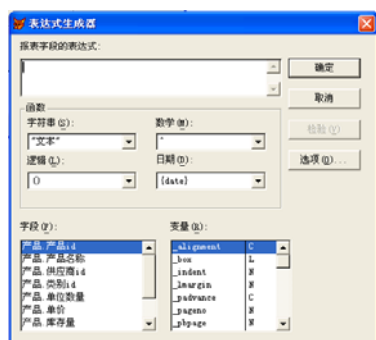 表达式生成器
报表字段的表达式:
确定
取消
检验(V)
选项(O)...
函数
字符串(S):
数学(M):
"文本"
^
逻辑(L):
日期(D):
()
{date}
字段(F):
变量(R):
产品.产品id
产品.产品名称
产品.供应商id
产品.类别id
产品.单位数量
产品.单价
产品.库存量
_alignment C
_box L
_indent N
_lmargin N
_padvance C
_pageno N
_pbpage N